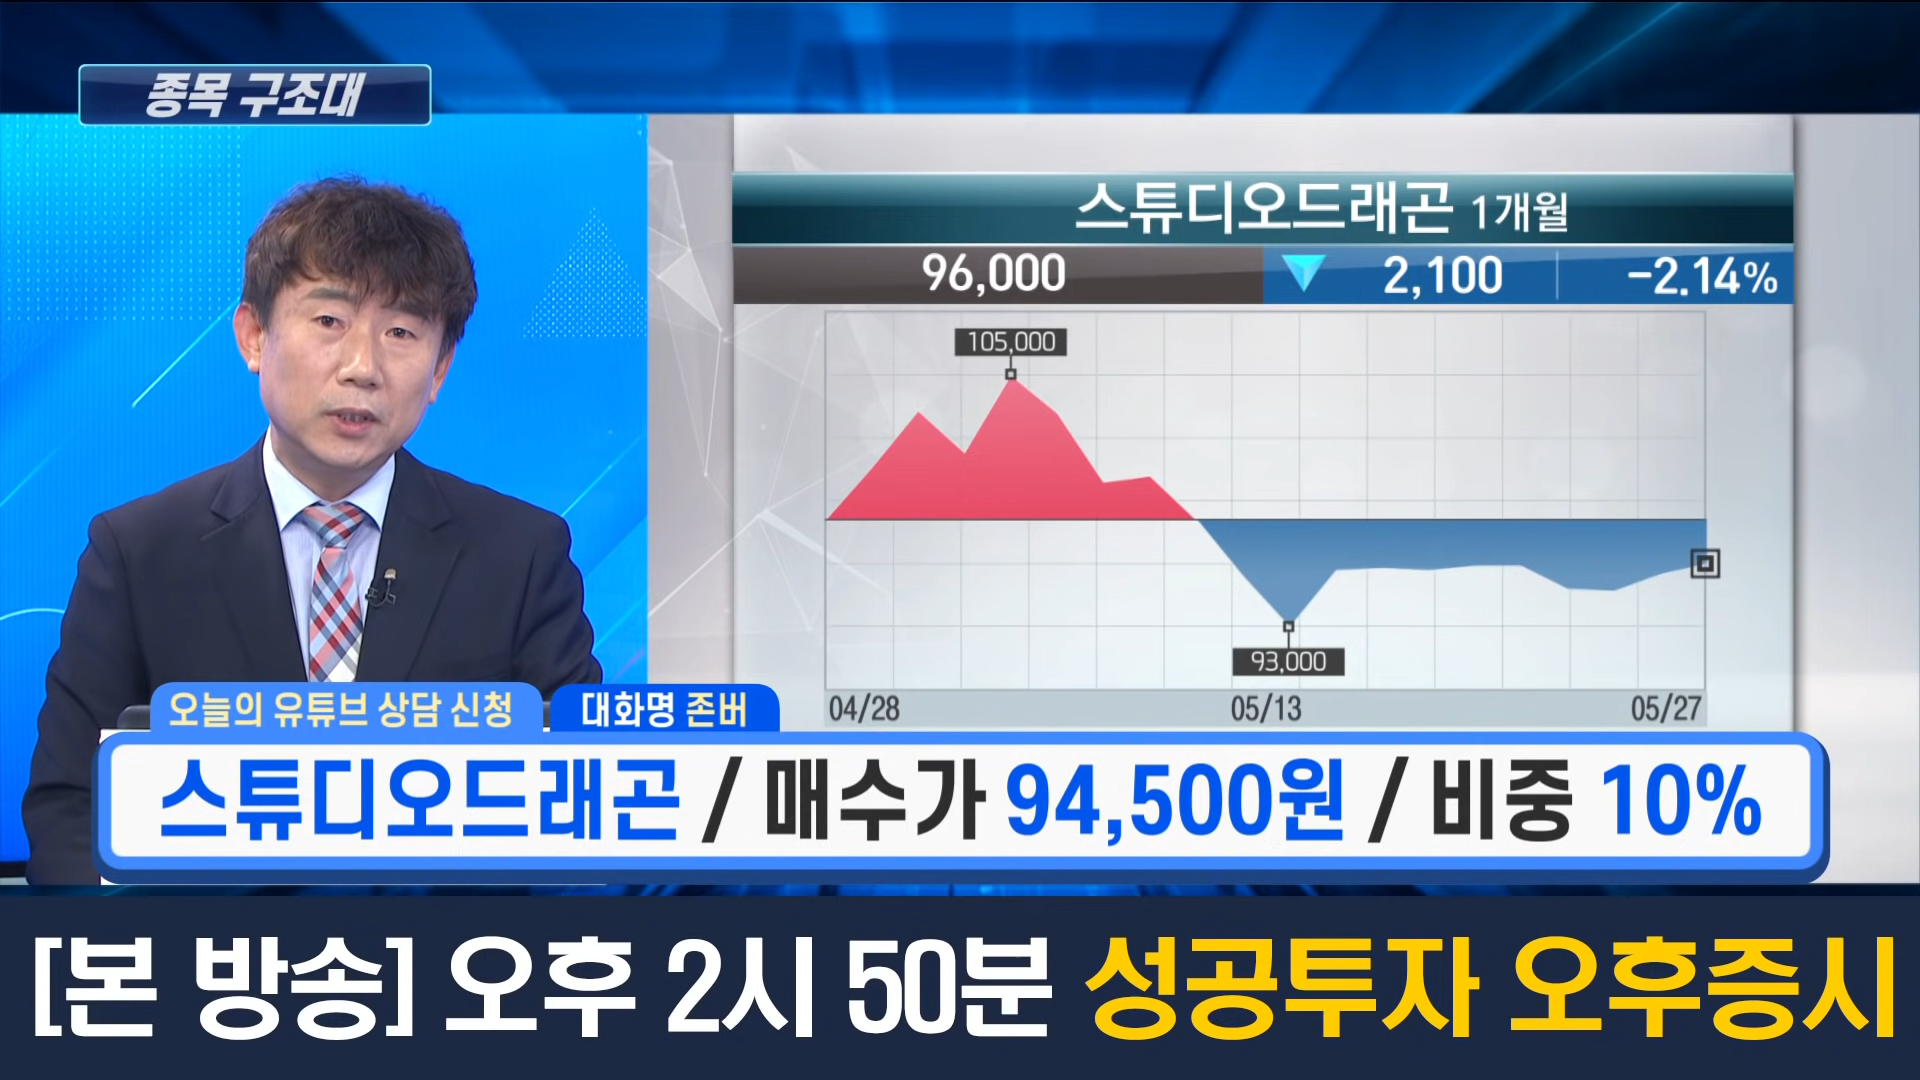 종목 구조대
스튜디오드래곤 1개월
96,000 ▼ 2,100 -2.14%
105,000
93,000
04/28 05/13 05/27
오늘의 유튜브 상담 신청 대화명 존버
스튜디오드래곤 / 매수가 94,500원 / 비중 10%
[본 방송] 오후 2시 50분 성공투자 오후증시